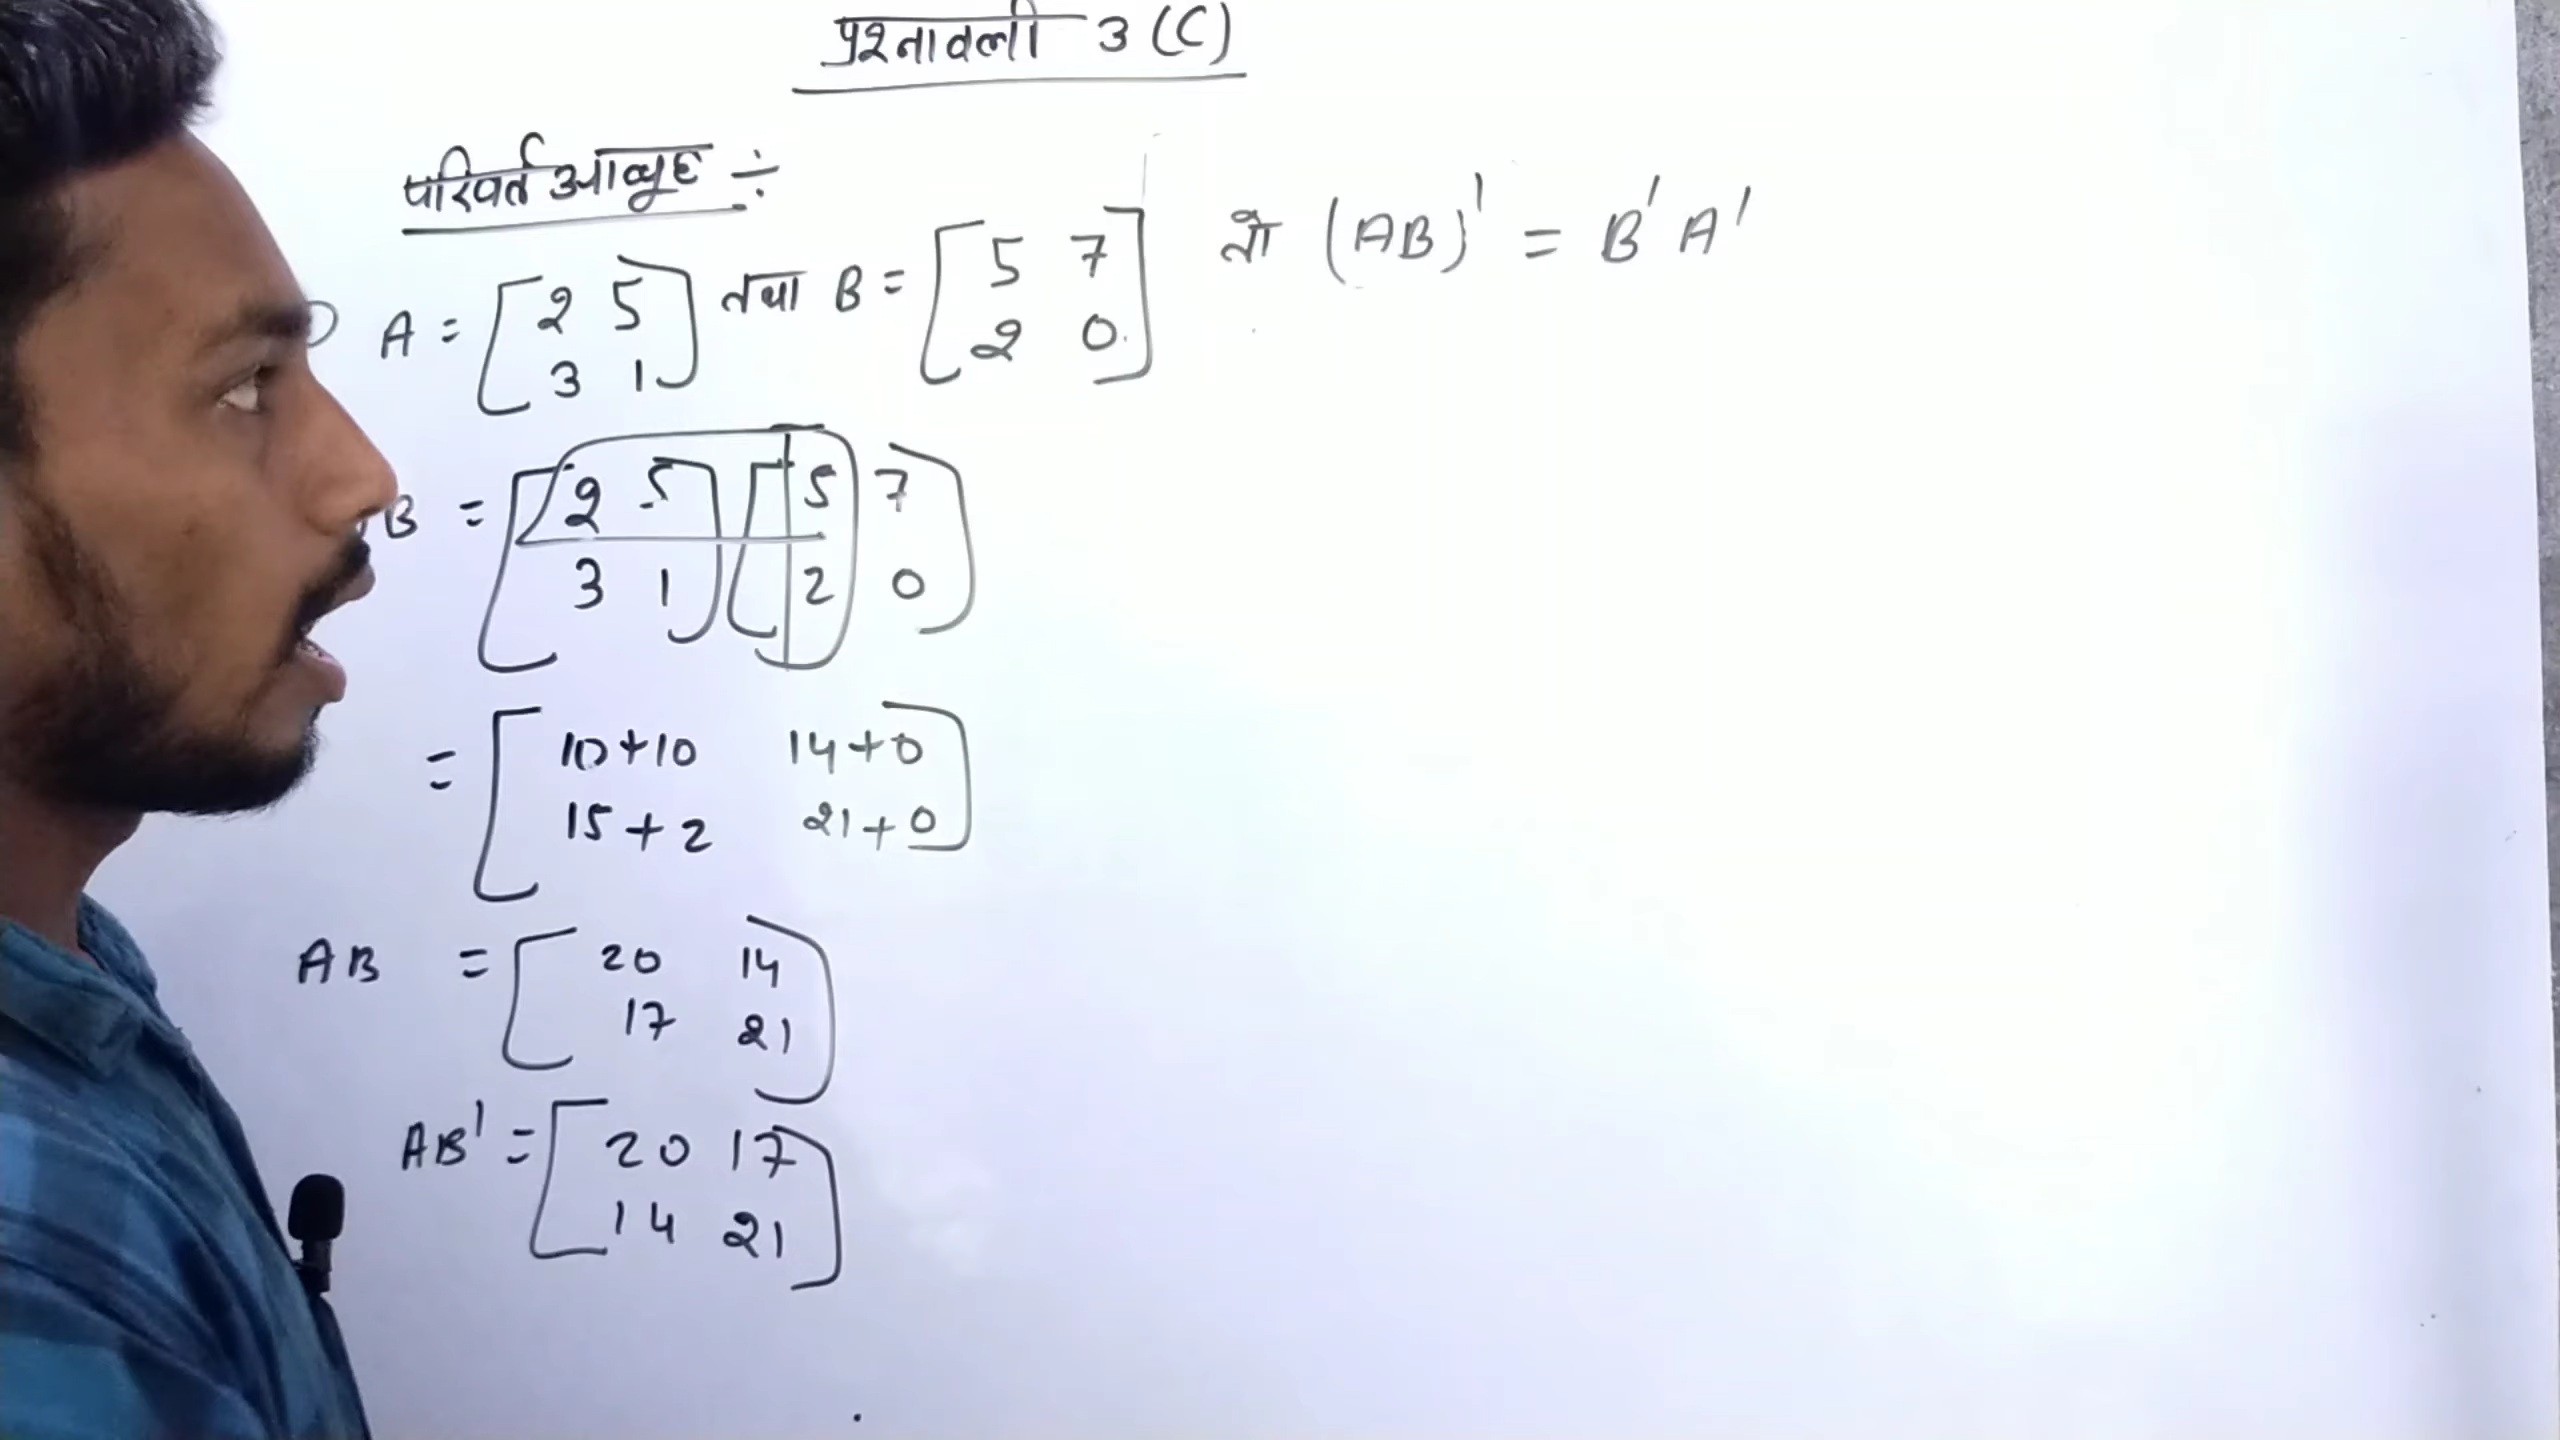 प्रश्नावली 3 (C)
परिवर्त आव्यूह ÷
A = [2 5 तथा B = [5 7 तो (AB)' = B'A'
3 1] 2 0]
B = [2 5 [5 7
3 1] 2 0]
= [10+10 14+0
15+2 21+0]
AB = [20 14
17 21]
AB' = [20 17
14 21]